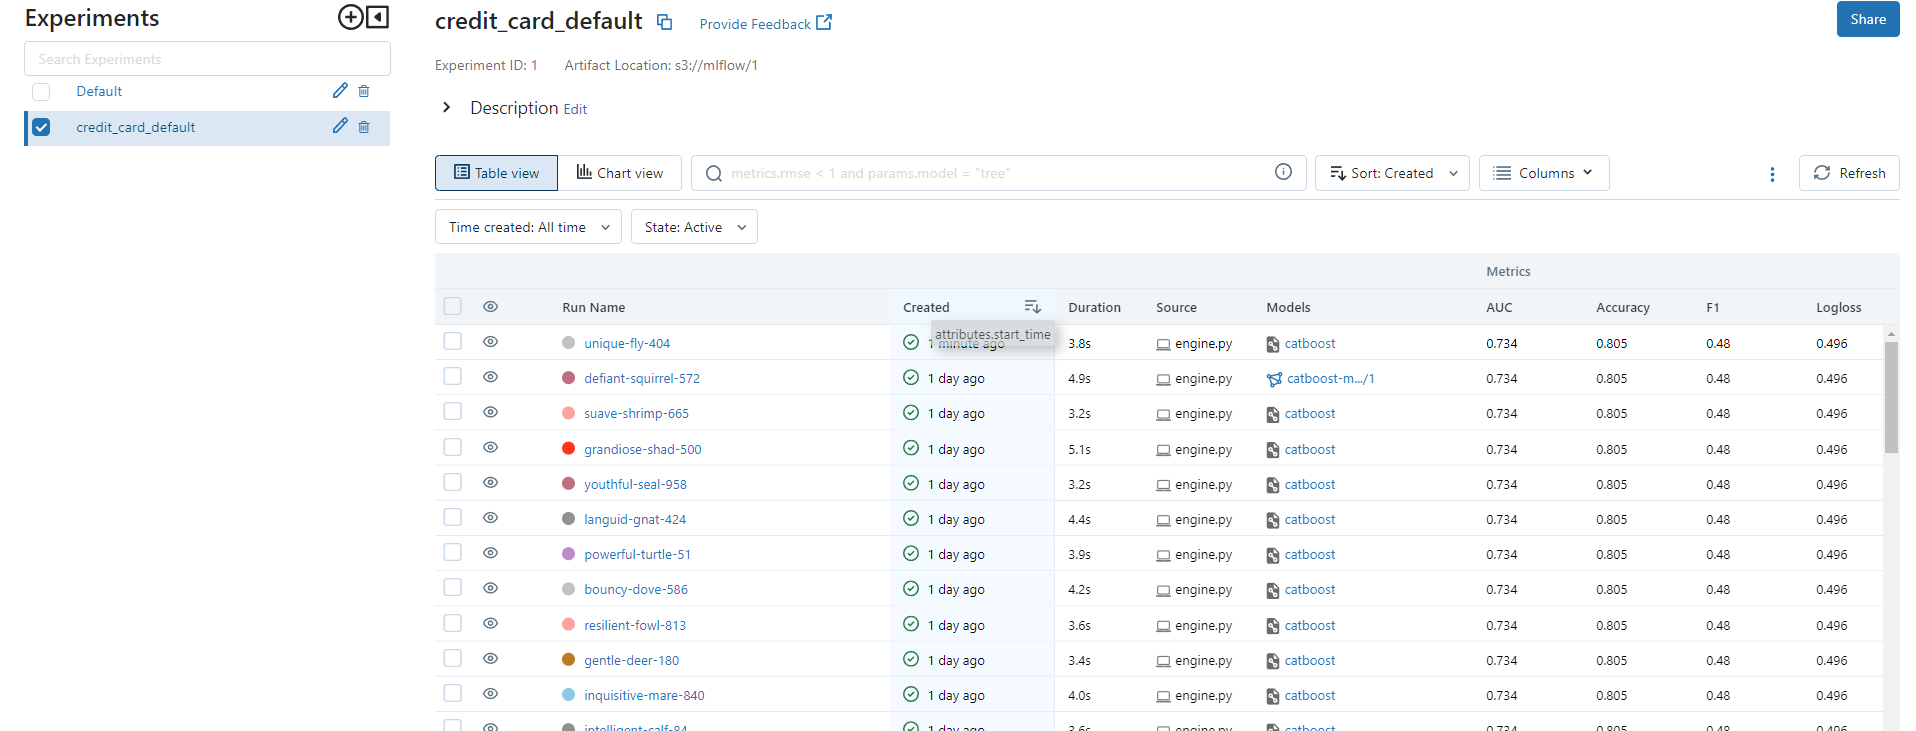 Experiments
Search Experiments
Default
credit_card_default
credit_card_default Provide Feedback
Share
Experiment ID: 1 Artifact Location: s3://mlflow/1
Description Edit
Table view Chart view metrics.rmse < 1 and params.model = "tree" Sort: Created Columns Refresh
Time created: All time State: Active
Metrics
Run Name Created Duration Source Models AUC Accuracy F1 Logloss
attributes.start_time
unique-fly-404 1 minute ago 3.8s engine.py catboost 0.734 0.805 0.48 0.496
defiant-squirrel-572 1 day ago 4.9s engine.py catboost-m.../1 0.734 0.805 0.48 0.496
suave-shrimp-665 1 day ago 3.2s engine.py catboost 0.734 0.805 0.48 0.496
grandiose-shad-500 1 day ago 5.1s engine.py catboost 0.734 0.805 0.48 0.496
youthful-seal-958 1 day ago 3.2s engine.py catboost 0.734 0.805 0.48 0.496
languid-gnat-424 1 day ago 4.4s engine.py catboost 0.734 0.805 0.48 0.496
powerful-turtle-51 1 day ago 3.9s engine.py catboost 0.734 0.805 0.48 0.496
bouncy-dove-586 1 day ago 4.2s engine.py catboost 0.734 0.805 0.48 0.496
resilient-fowl-813 1 day ago 3.6s engine.py catboost 0.734 0.805 0.48 0.496
gentle-deer-180 1 day ago 3.4s engine.py catboost 0.734 0.805 0.48 0.496
inquisitive-mare-840 1 day ago 4.0s engine.py catboost 0.734 0.805 0.48 0.496
intelligent-calf-84 1 day ago 3.6s engine.py catboost 0.734 0.805 0.48 0.496